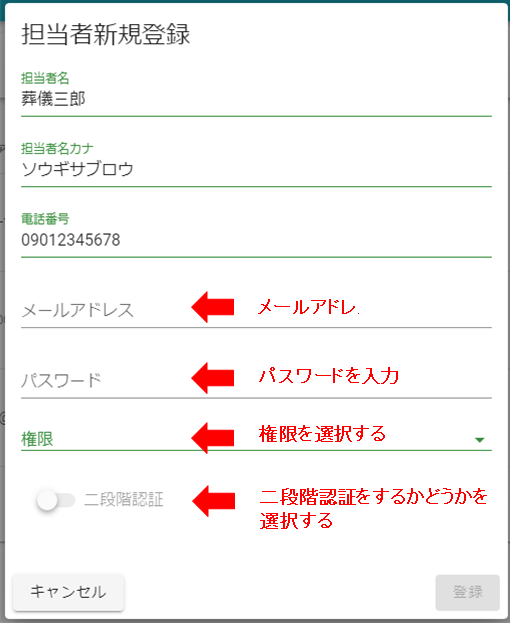 担当者新規登録
担当者名
葬儀三郎
担当者名カナ
ソウギサブロウ
電話番号
09012345678
メールアドレス
メールアドレ
パスワード
パスワードを入力
権限
権限を選択する
二段階認証
二段階認証をするかどうかを
選択する
キャンセル
登録